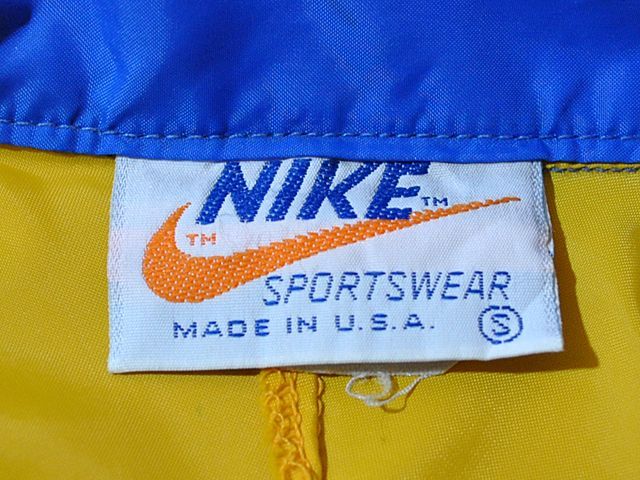 NIKE™
™
SPORTSWEAR
MADE IN U.S.A. Ⓢ